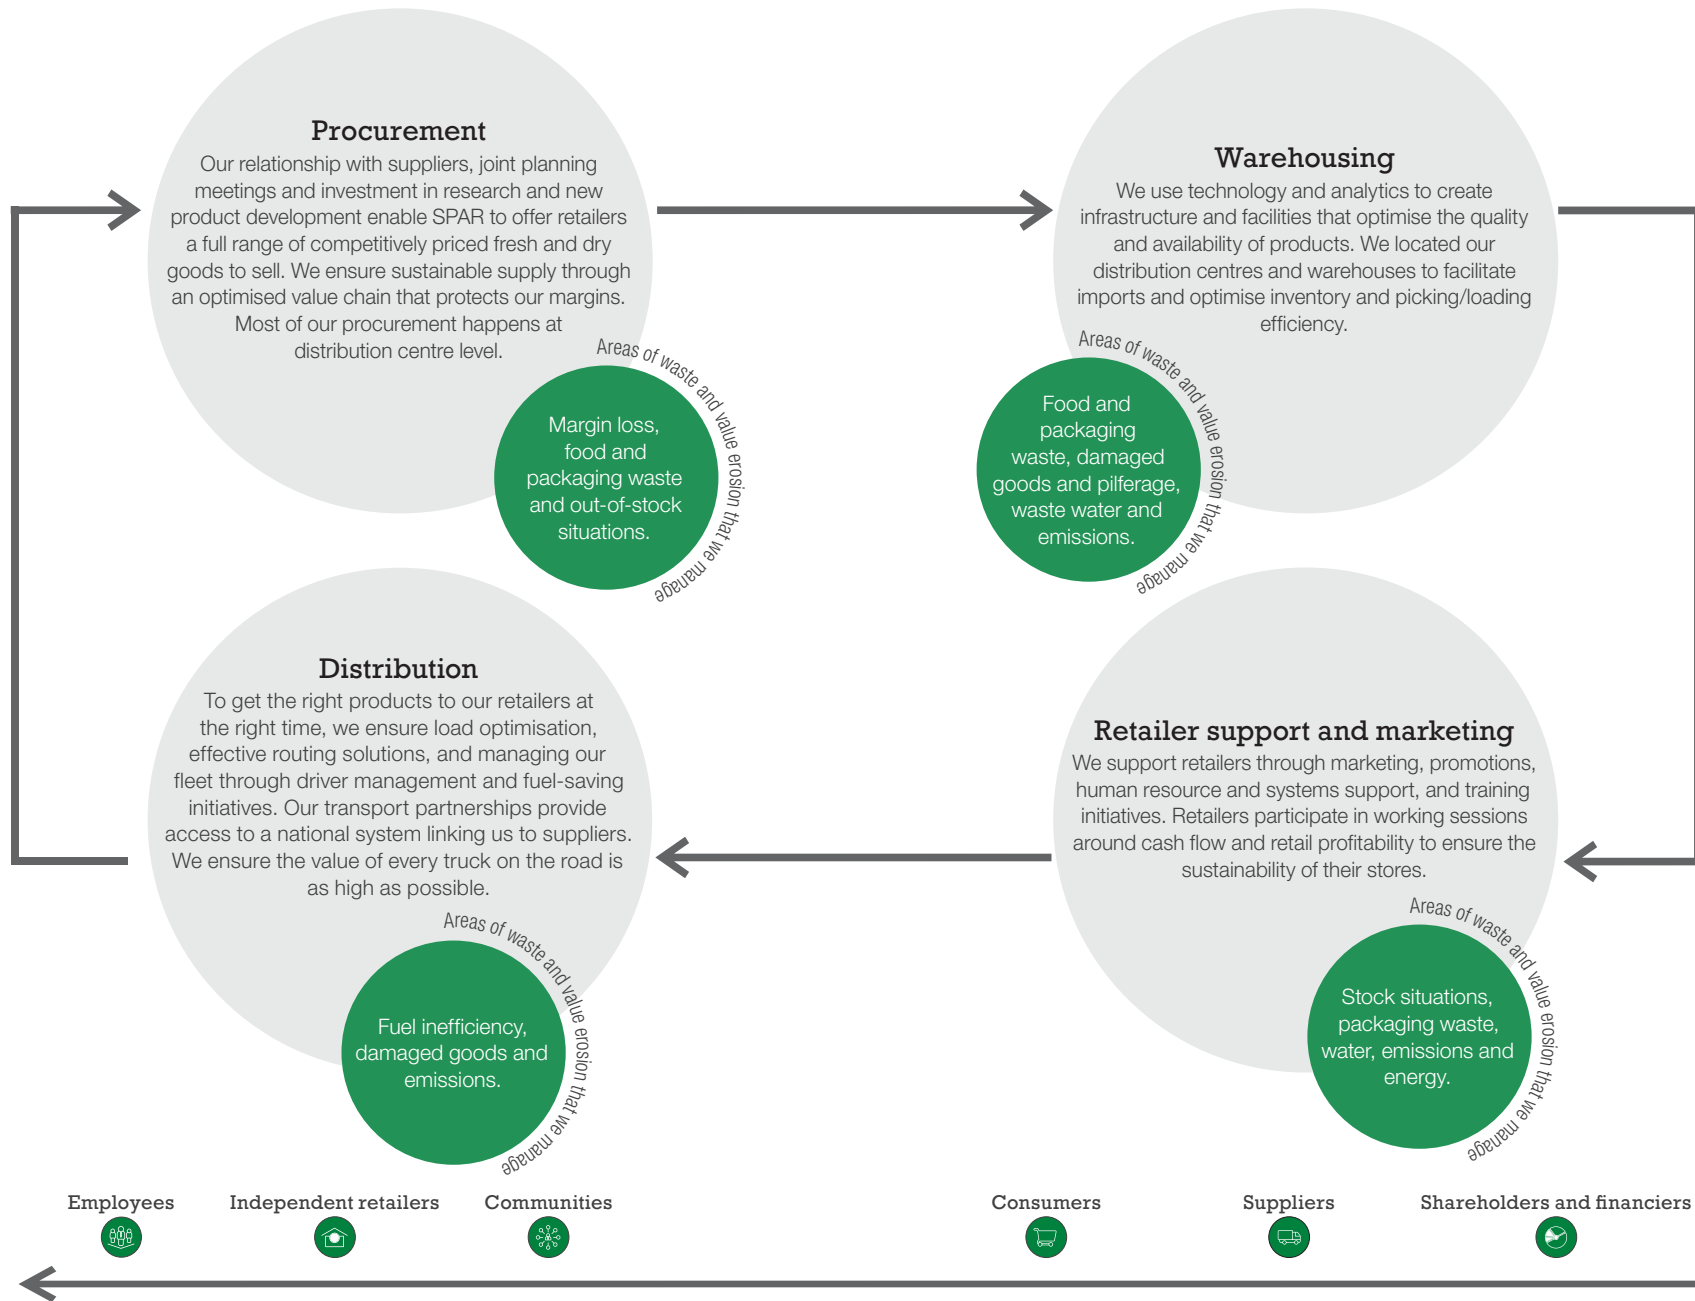 Procurement
Our relationship with suppliers, joint planning
meetings and investment in research and new
product development enable SPAR to offer retailers
a full range of competitively priced fresh and dry
goods to sell. We ensure sustainable supply through
an optimised value chain that protects our margins.
Most of our procurement happens at
distribution centre level.
Areas of waste and value erosion that we manage
Margin loss,
food and
packaging waste
and out-of-stock
situations.
Warehousing
We use technology and analytics to create
infrastructure and facilities that optimise the quality
and availability of products. We located our
distribution centres and warehouses to facilitate
imports and optimise inventory and picking/loading
efficiency.
Areas of waste and value erosion that we manage
Food and
packaging
waste, damaged
goods and pilferage,
waste water and
emissions.
Distribution
To get the right products to our retailers at
the right time, we ensure load optimisation,
effective routing solutions, and managing our
fleet through driver management and fuel-saving
initiatives. Our transport partnerships provide
access to a national system linking us to suppliers.
We ensure the value of every truck on the road is
as high as possible.
Areas of waste and value erosion that we manage
Fuel inefficiency,
damaged goods and
emissions.
Retailer support and marketing
We support retailers through marketing, promotions,
human resource and systems support, and training
initiatives. Retailers participate in working sessions
around cash flow and retail profitability to ensure the
sustainability of their stores.
Areas of waste and value erosion that we manage
Stock situations,
packaging waste,
water, emissions and
energy.
Employees
Independent retailers
Communities
Consumers
Suppliers
Shareholders and financiers